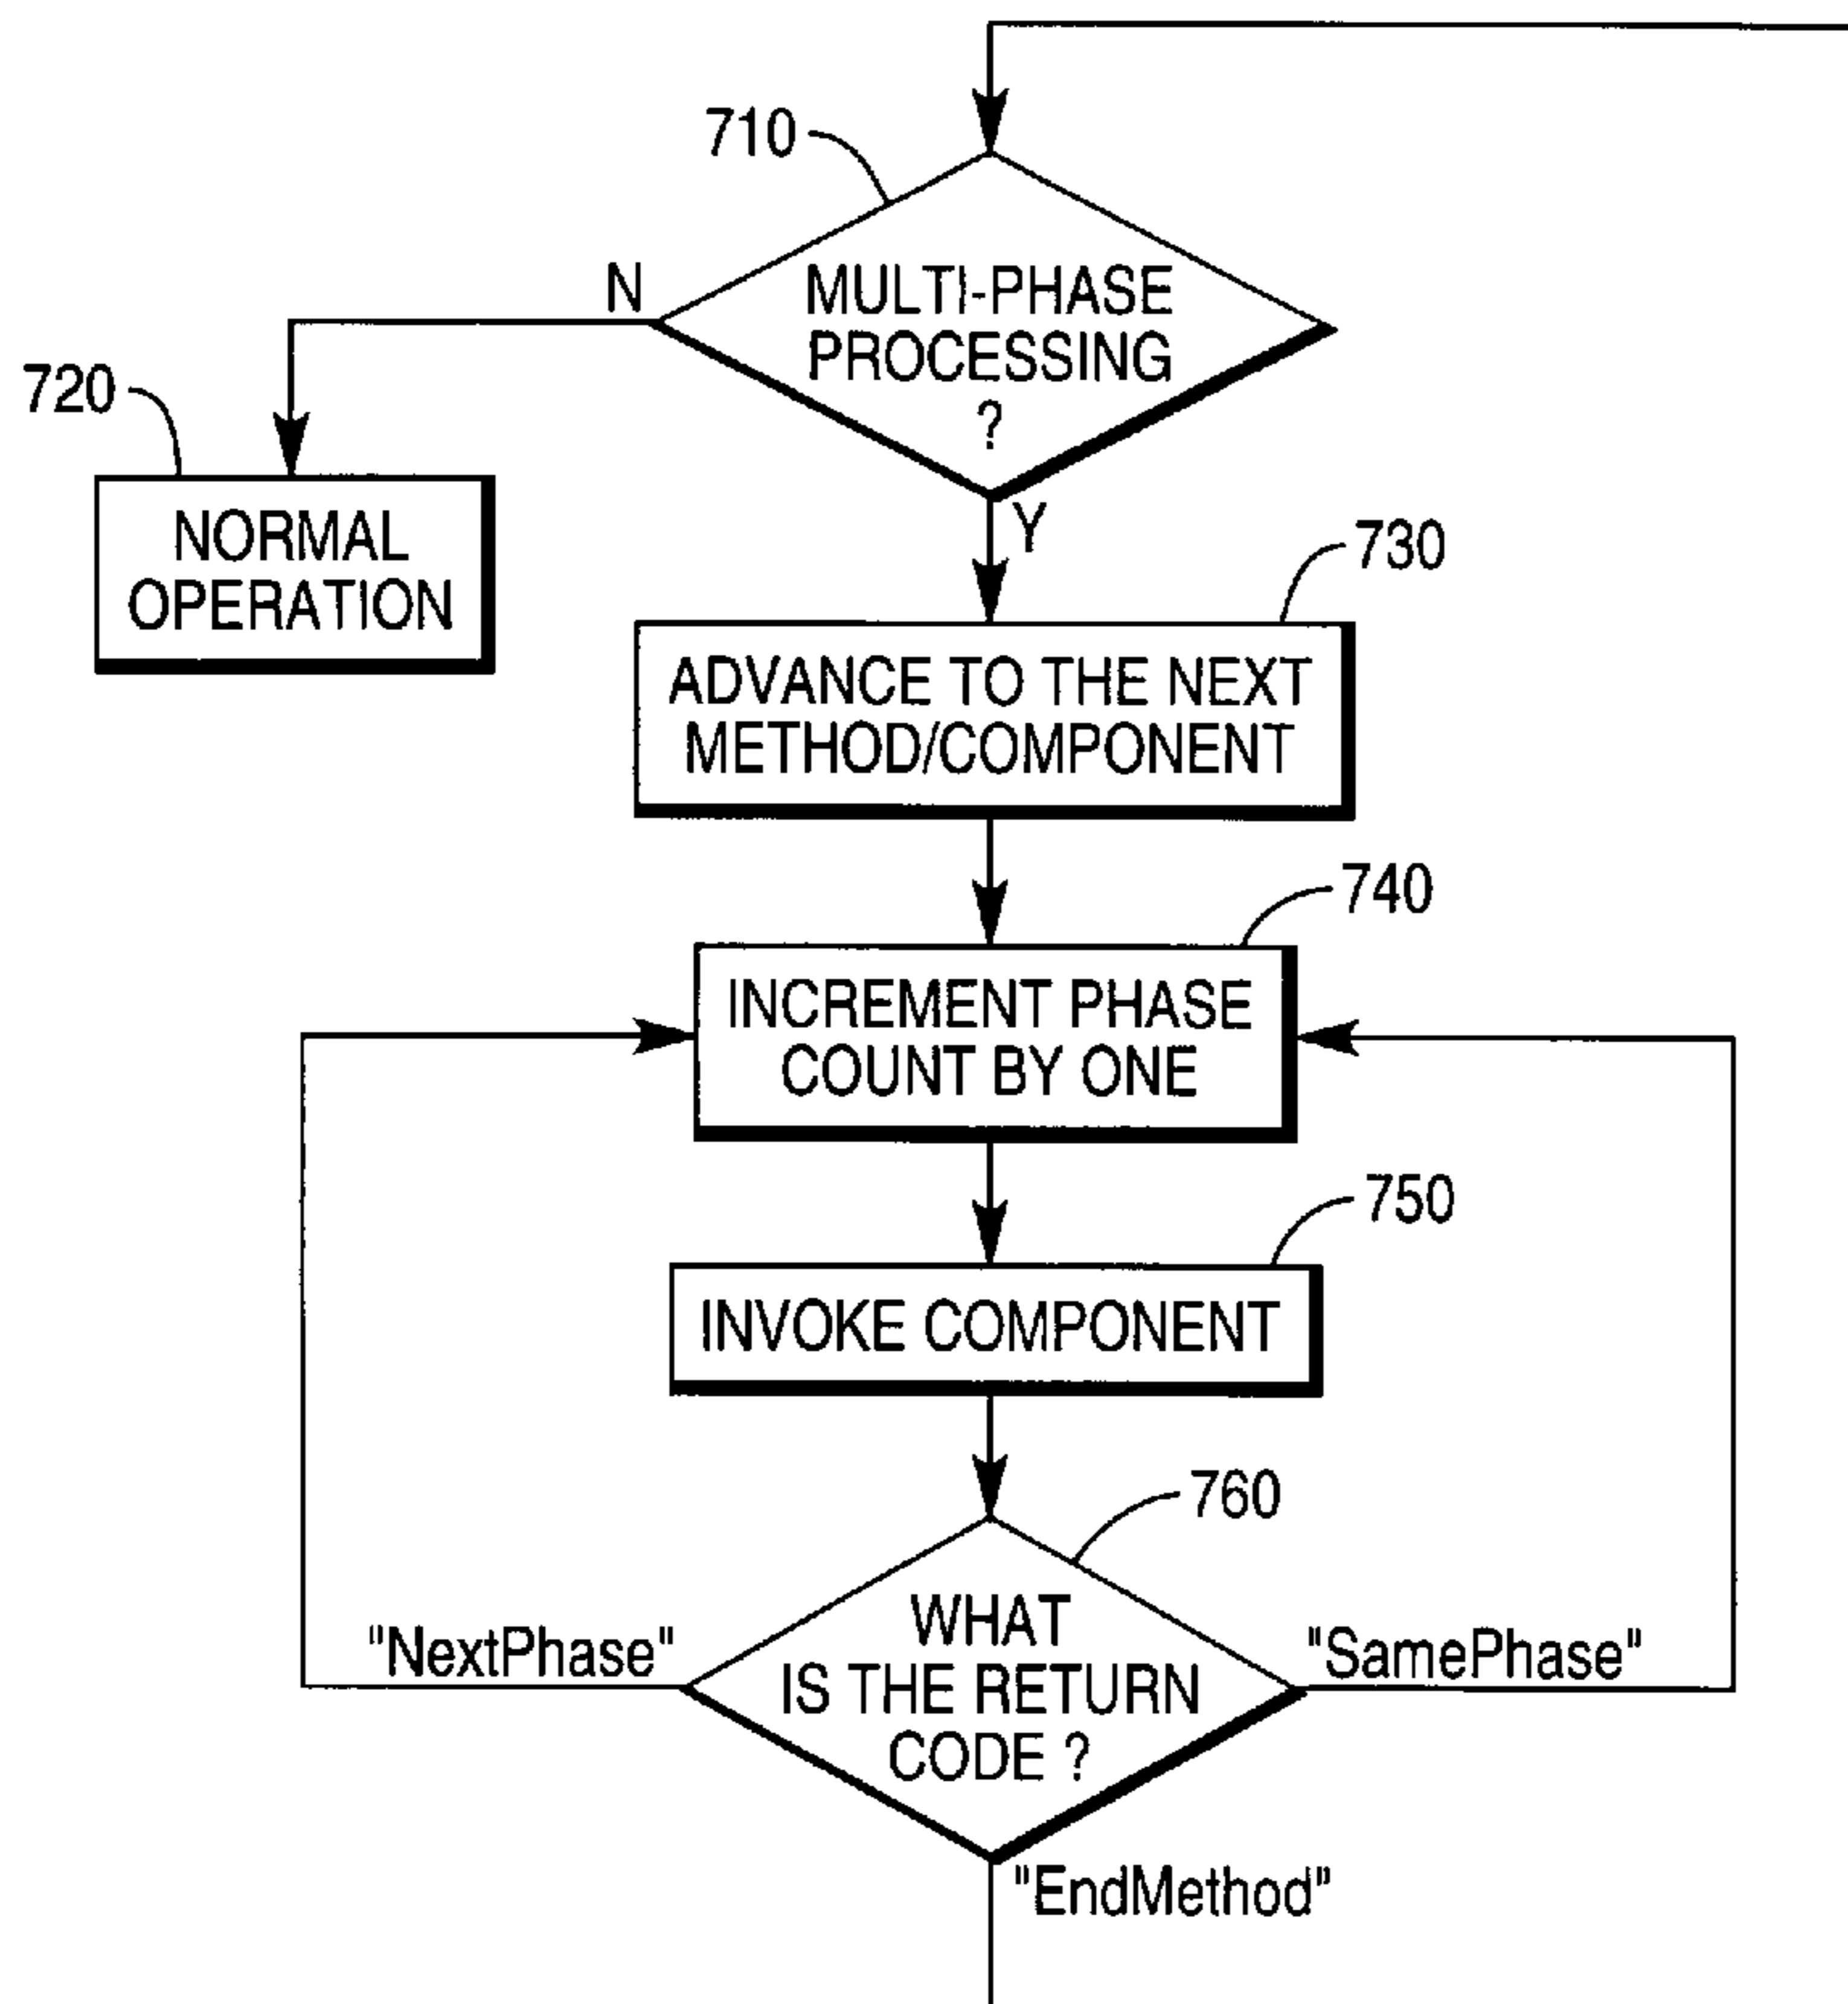 710
MULTI-PHASE
PROCESSING
?
N
Y
720
NORMAL
OPERATION
730
ADVANCE TO THE NEXT
METHOD/COMPONENT
740
INCREMENT PHASE
COUNT BY ONE
750
INVOKE COMPONENT
760
WHAT
IS THE RETURN
CODE ?
"NextPhase"
"SamePhase"
"EndMethod"